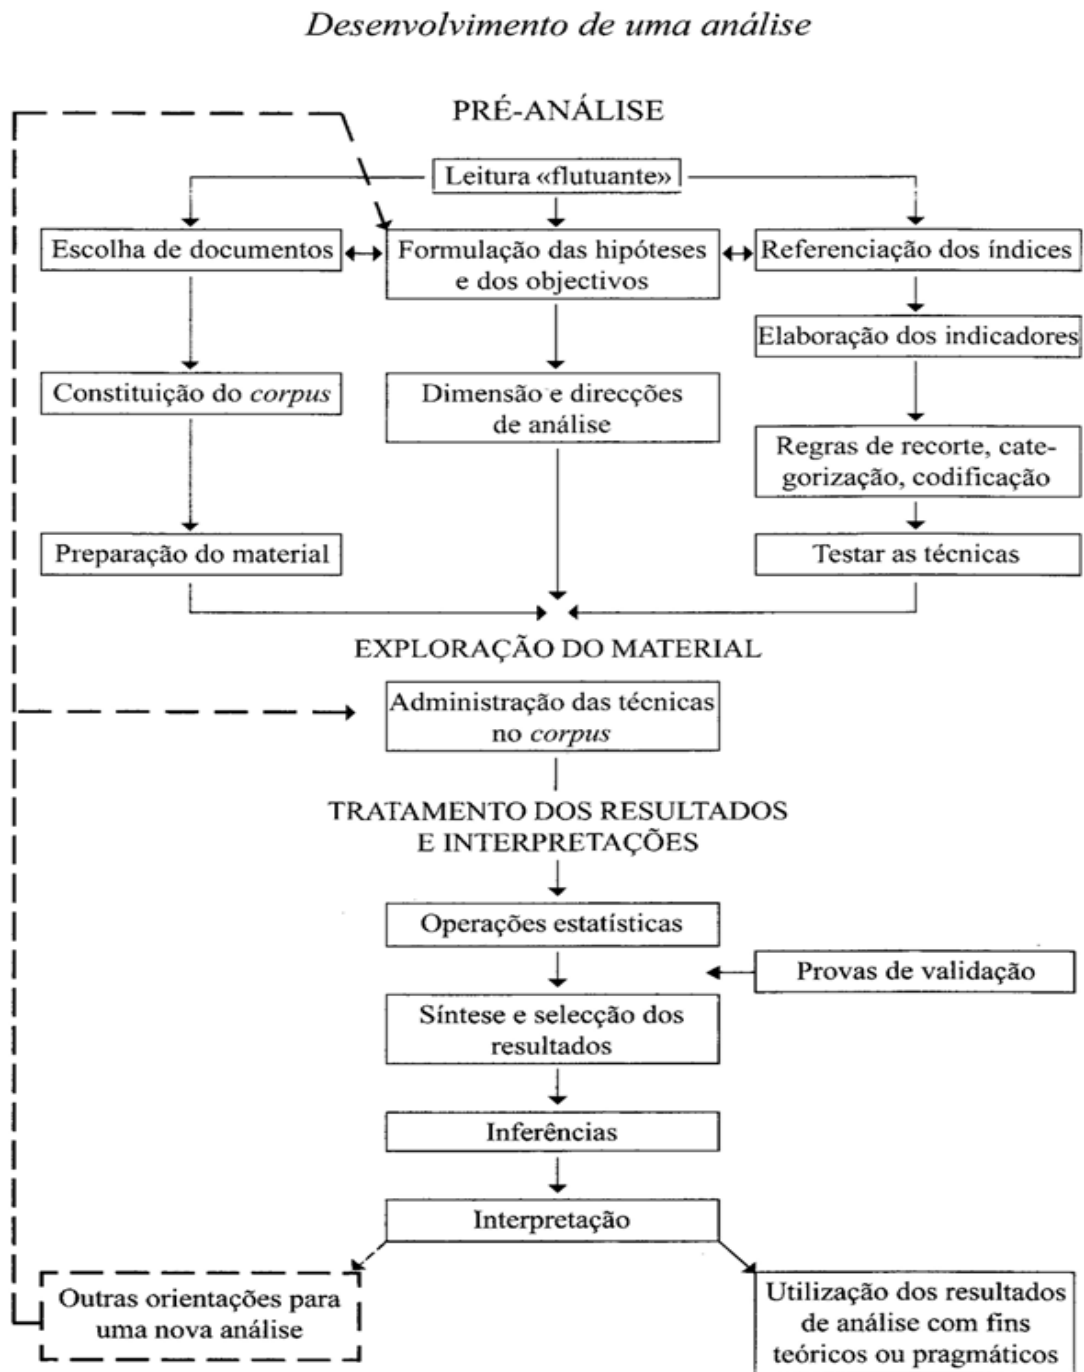 Desenvolvimento de uma análise
PRÉ-ANÁLISE
Leitura «flutuante»
Escolha de documentos
Formulação das hipóteses
e dos objectivos
Referenciação dos índices
Elaboração dos indicadores
Constituição do corpus
Dimensão e direcções
de análise
Regras de recorte, cate-
gorização, codificação
Preparação do material
Testar as técnicas
EXPLORAÇÃO DO MATERIAL
Administração das técnicas
no corpus
TRATAMENTO DOS RESULTADOS
E INTERPRETAÇÕES
Operações estatísticas
Provas de validação
Síntese e selecção dos
resultados
Inferências
Interpretação
Outras orientações para
uma nova análise
Utilização dos resultados
de análise com fins
teóricos ou pragmáticos